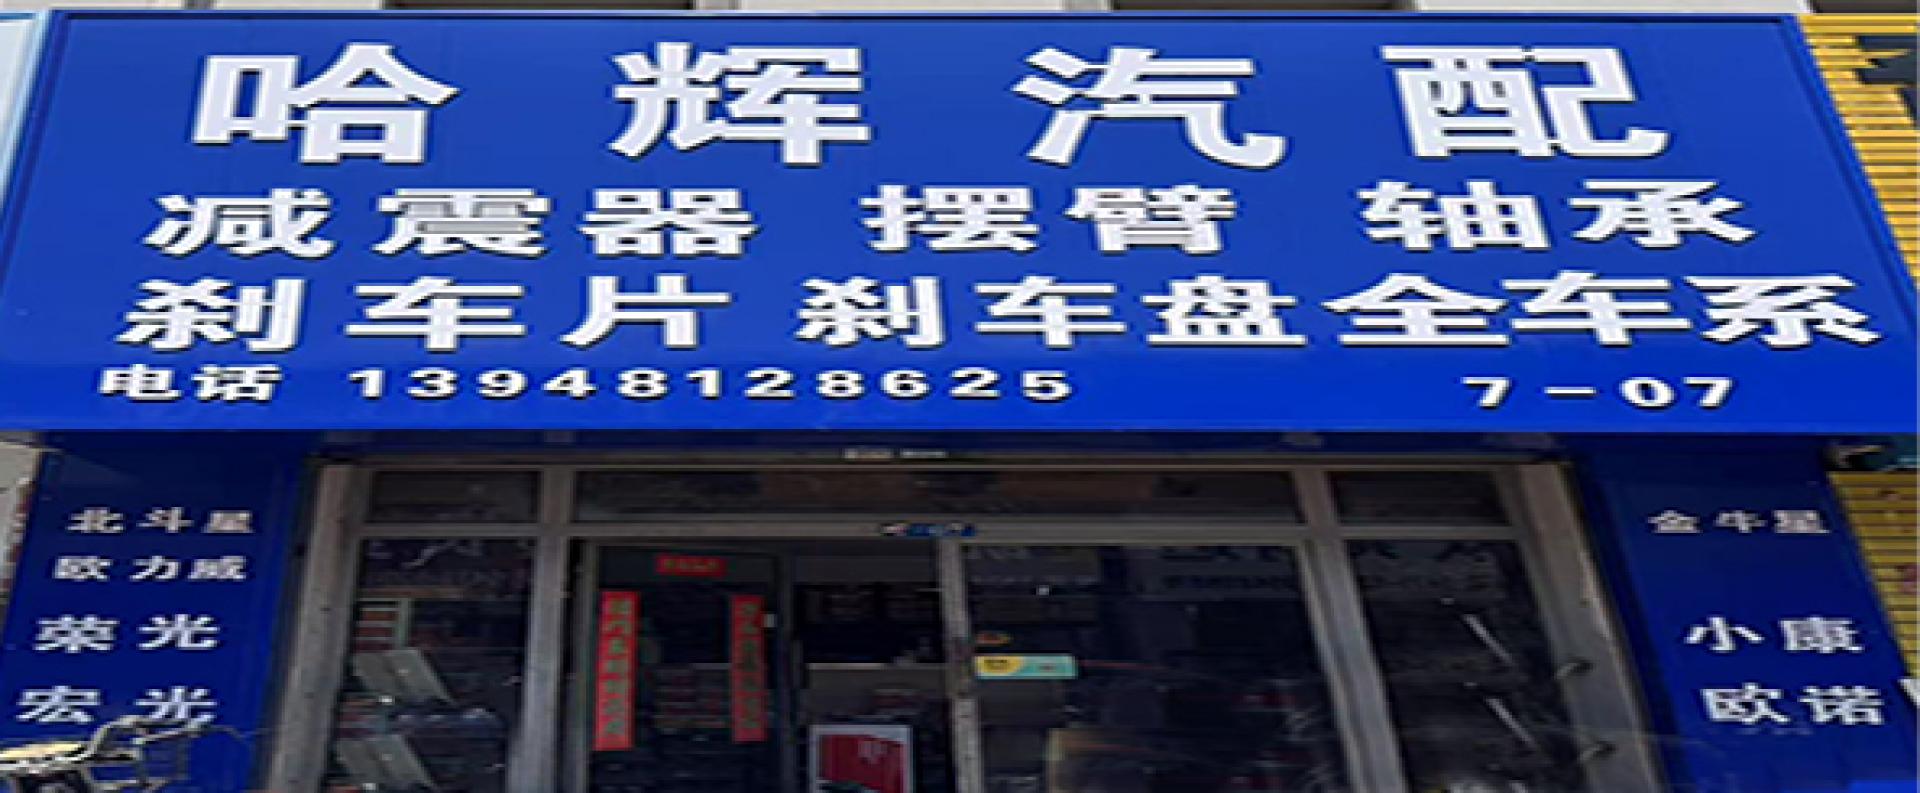 哈辉汽配
减震器 摆臂 轴承
刹车片 刹车盘全车系
电话 13948128625 7-07
北斗星
欧力威
荣光
宏光
金牛星
小康
欧诺